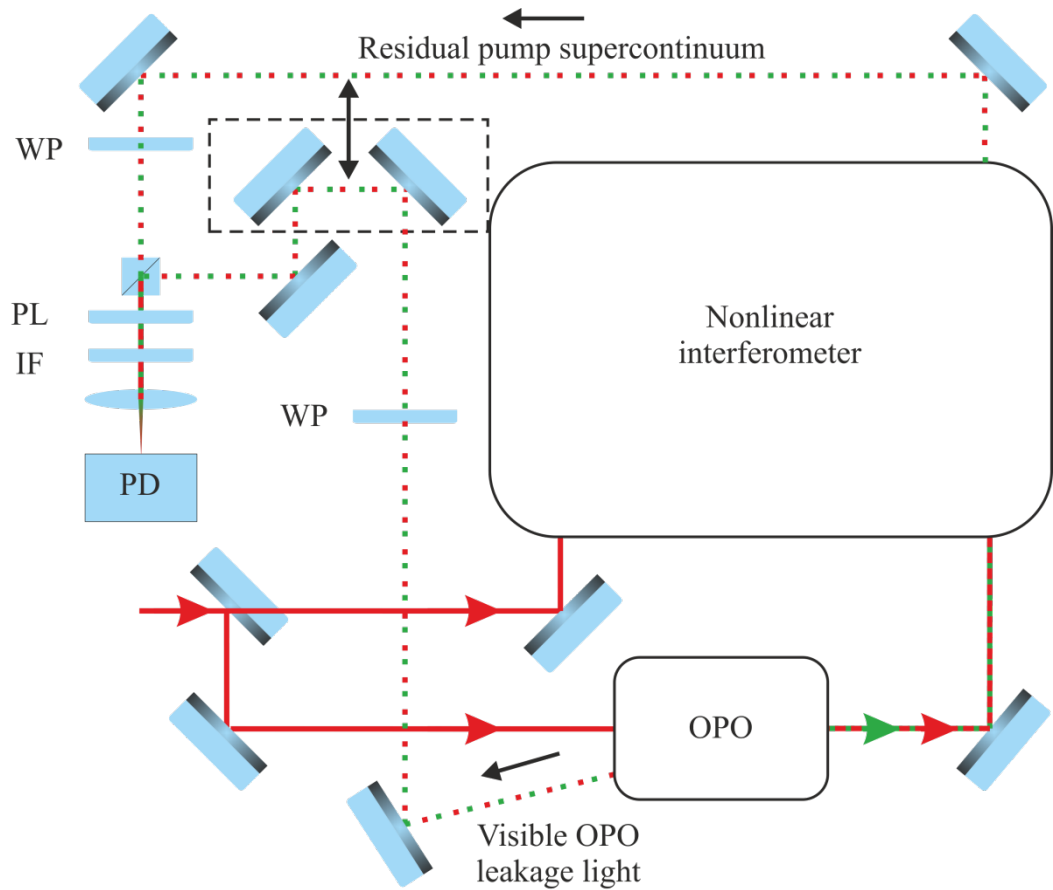 Residual pump supercontinuum
WP
PL
IF
PD
WP
Nonlinear
interferometer
OPO
Visible OPO
leakage light